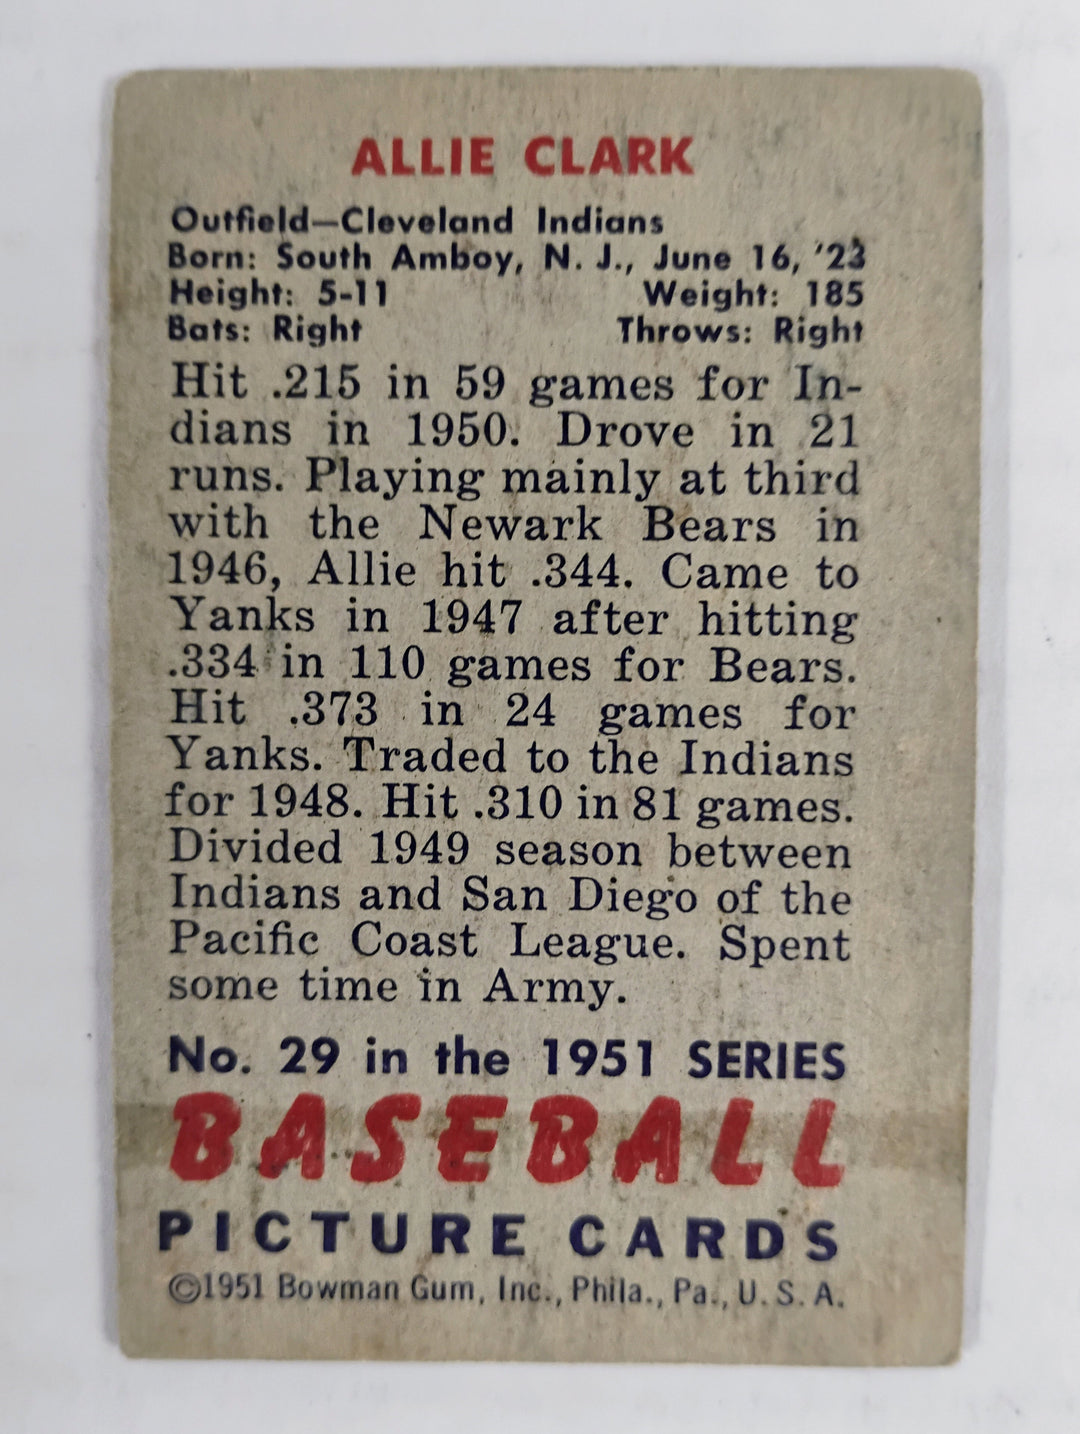 ALLIE CLARK
Outfield—Cleveland Indians
Born: South Amboy, N. J., June 16, '23
Height: 5-11 Weight: 185
Bats: Right Throws: Right
Hit .215 in 59 games for In-
dians in 1950. Drove in 21
runs. Playing mainly at third
with the Newark Bears in
1946, Allie hit .344. Came to
Yanks in 1947 after hitting
.334 in 110 games for Bears.
Hit .373 in 24 games for
Yanks. Traded to the Indians
for 1948. Hit .310 in 81 games.
Divided 1949 season between
Indians and San Diego of the
Pacific Coast League. Spent
some time in Army.
No. 29 in the 1951 SERIES
BASEBALL
PICTURE CARDS
©1951 Bowman Gum, Inc., Phila., Pa., U. S. A.